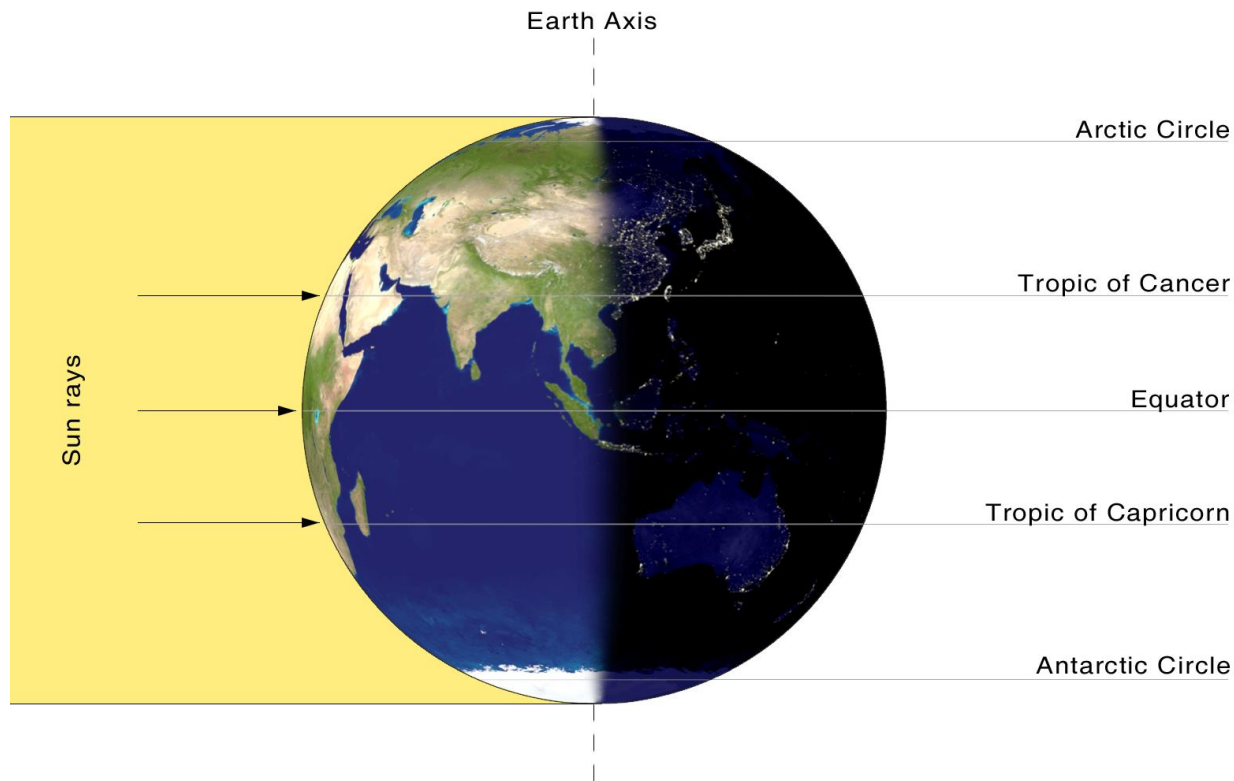 Earth Axis
Arctic Circle
Tropic of Cancer
Sun rays
Equator
Tropic of Capricorn
Antarctic Circle